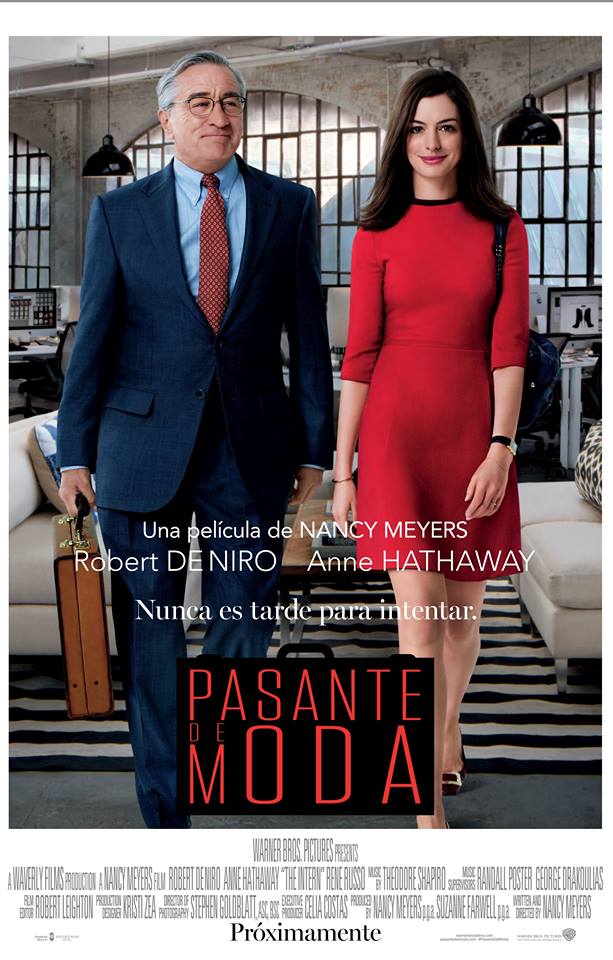 Una película de NANCY MEYERS
Robert DE NIRO Anne HATHAWAY
Nunca es tarde para intentar.
PASANTE
DE
MODA
WARNER BROS. PICTURES PRESENTS
A WAVERLY FILMS PRODUCTION A NANCY MEYERS FILM ROBERT DE NIRO ANNE HATHAWAY "THE INTERN" RENE RUSSO MUSIC BY THEODORE SHAPIRO MUSIC SUPERVISORS RANDALL POSTER GEORGE DRAKOULIAS
FILM EDITOR ROBERT LEIGHTON PRODUCTION DESIGNER KRISTI ZEA DIRECTOR OF PHOTOGRAPHY STEPHEN GOLDBLATT, ASC, BSC EXECUTIVE PRODUCER CELIA COSTAS PRODUCED BY NANCY MEYERS p.g.a. SUZANNE FARWELL p.g.a. WRITTEN AND DIRECTED BY NANCY MEYERS
Próximamente